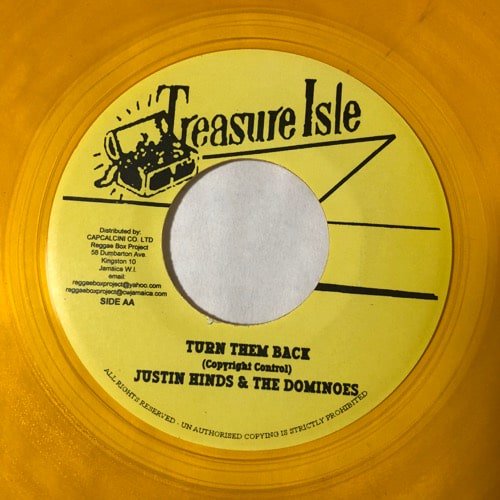 Treasure Isle
Distributed by:
CAPCALCINI CO. LTD
Reggae Box Project
58 Dumbarton Ave
Kingston 10
Jamaica W.I.
email:
reggaeboxproject@yahoo.com
reggaeboxproject@cwjamaica.com
SIDE AA
TURN THEM BACK
(Copyright Control)
JUSTIN HINDS & THE DOMINOES
ALL RIGHTS RESERVED - UN AUTHORISED COPYING IS STRICTLY PROHIBITED